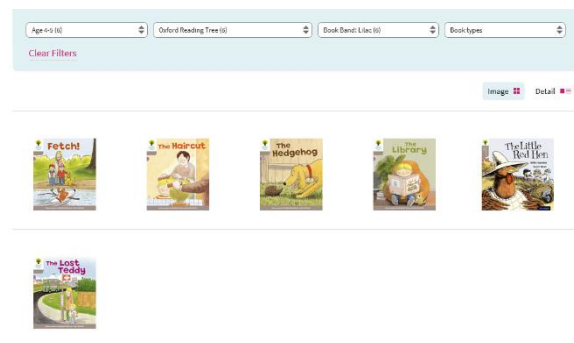 Age 4-5 (6) Oxford Reading Tree (6) Book Band: Lilac (6) Book types
Clear Filters
Image Detail
Fetch!
The Haircut
The
Hedgehog
The
Library
The Little
Red Hen
The Lost
Teddy